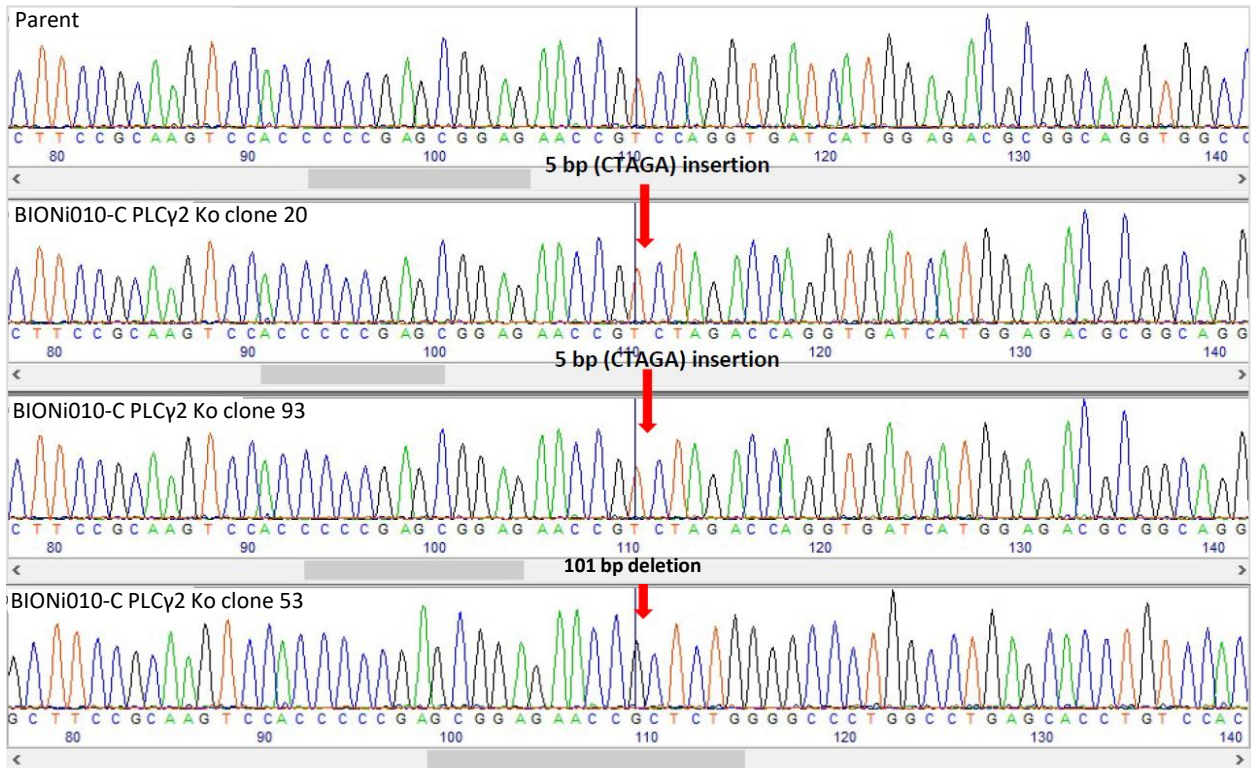 Parent
C T T C C G C A A G T C C A C C C C C G A G C G G A G A A C C G T C C A G G T G A T C A T G G A G A C G C G G C A G G T G G C C
80 90 100 110 120 130 140
5 bp (CTAGA) insertion
BIONi010-C PLCγ2 Ko clone 20
C T T C C G C A A G T C C A C C C C C G A G C G G A G A A C C G T C T A G A C C A G G T G A T C A T G G A G A C G C G G C A G G
80 90 100 110 120 130 140
5 bp (CTAGA) insertion
BIONi010-C PLCγ2 Ko clone 93
C T T C C G C A A G T C C A C C C C C G A G C G G A G A A C C G T C T A G A C C A G G T G A T C A T G G A G A C G C G G C A G G
80 90 100 110 120 130 140
101 bp deletion
BIONi010-C PLCγ2 Ko clone 53
G C T T C C G C A A G T C C A C C C C C G A G C G G A G A A C C G C T C T G G G G C C C T G G C C T G A G C A C C T G T C C A C
80 90 100 110 120 130 140